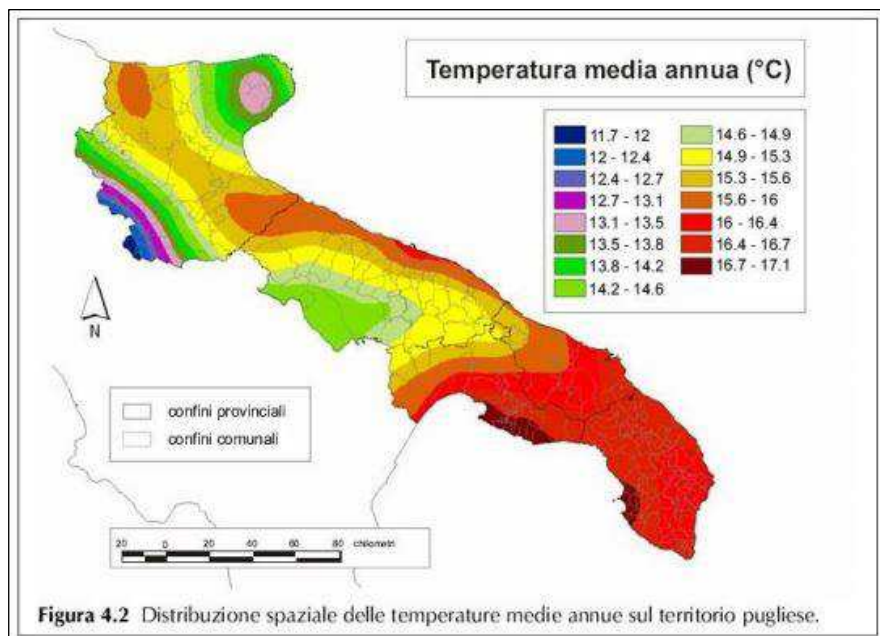 Temperatura media annua (°C)
11.7 - 12
12 - 12.4
12.4 - 12.7
12.7 - 13.1
13.1 - 13.5
13.5 - 13.8
13.8 - 14.2
14.2 - 14.6
14.6 - 14.9
14.9 - 15.3
15.3 - 15.6
15.6 - 16
16 - 16.4
16.4 - 16.7
16.7 - 17.1
N
confini provinciali
confini comunali
20 0 20 40 60 80 chilometri
Figura 4.2 Distribuzione spaziale delle temperature medie annue sul territorio pugliese.